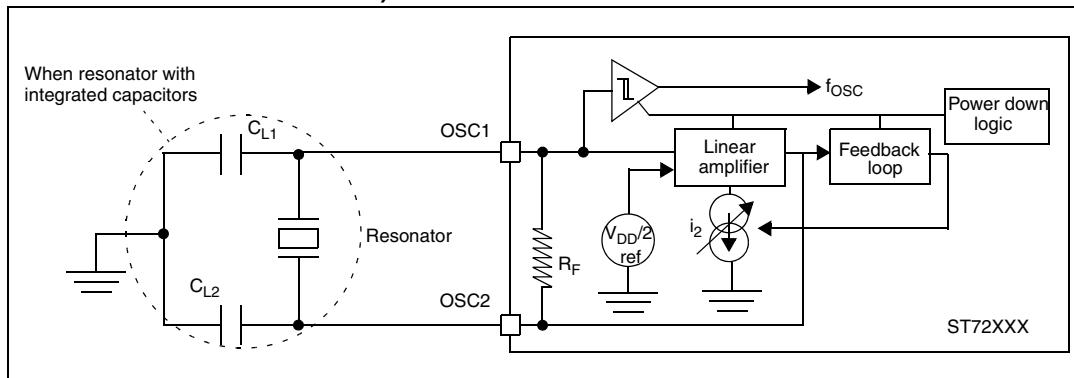 When resonator with
integrated capacitors
CL1
OSC1
fOSC
Power down
logic
Linear
amplifier
Feedback
loop
Resonator
RF
VDD/2
ref
i2
CL2
OSC2
ST72XXX